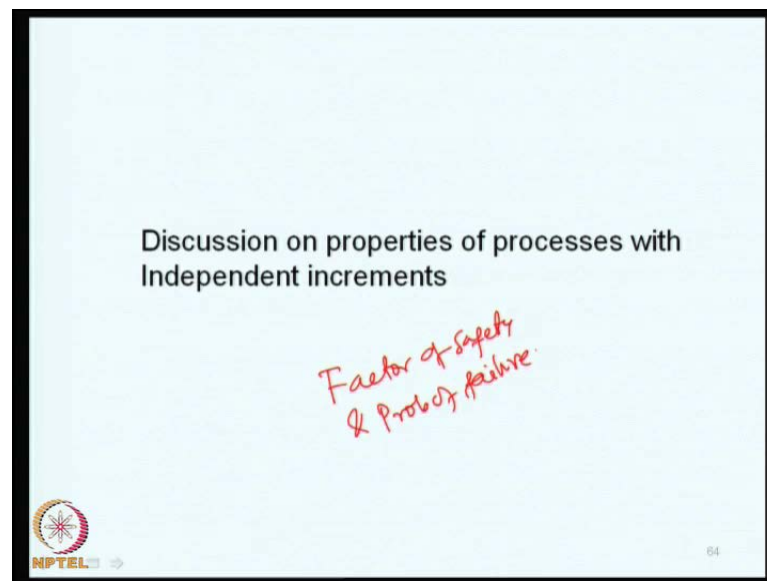 Discussion on properties of processes with
Independent increments
Factor of safety
& Prob of failure
NPTEL
64